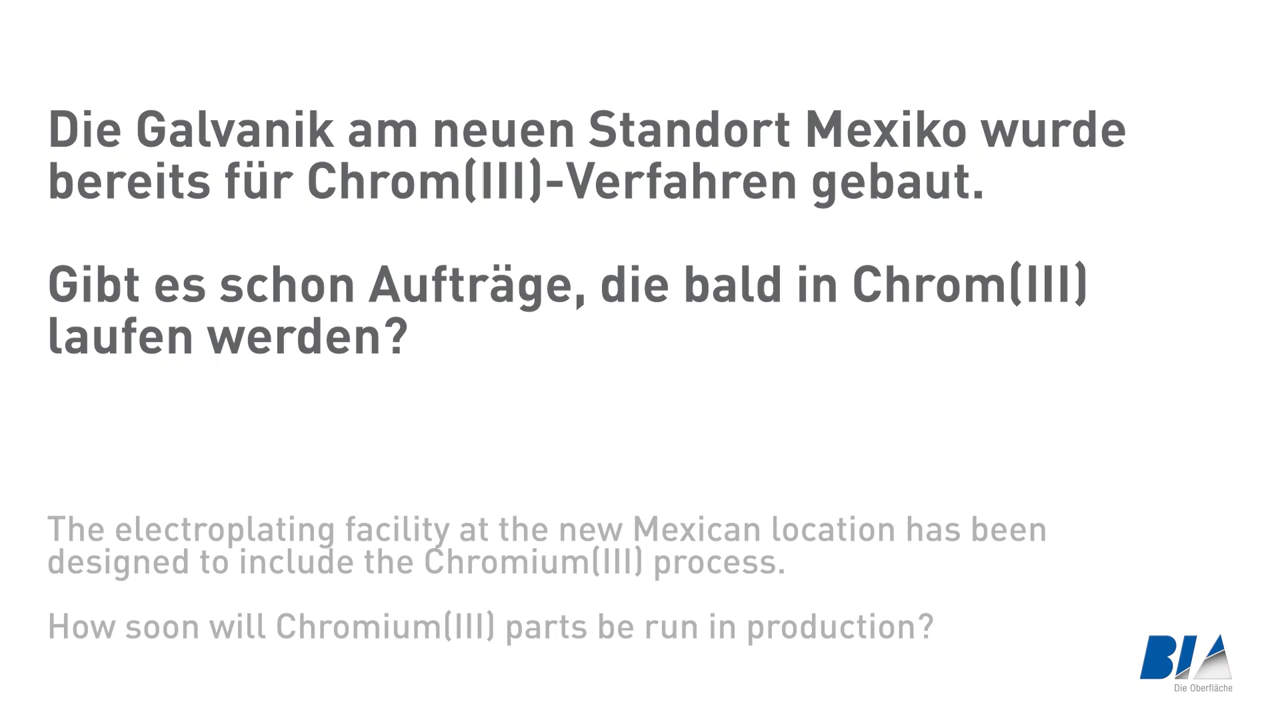 Die Galvanik am neuen Standort Mexiko wurde
bereits für Chrom(III)-Verfahren gebaut.
Gibt es schon Aufträge, die bald in Chrom(III)
laufen werden?
The electroplating facility at the new Mexican location has been
designed to include the Chromium(III) process.
How soon will Chromium(III) parts be run in production?
BIA
Die Oberfläche